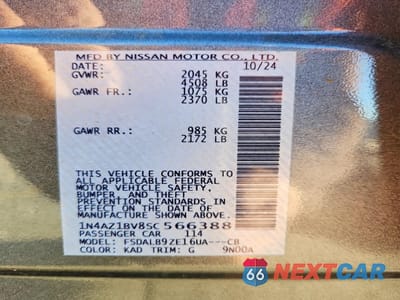 MFD BY NISSAN MOTOR CO., LTD.
DATE: 10/24
GVWR: 2045 KG
4508 LB
GAWR FR.: 1075 KG
2370 LB
GAWR RR.: 985 KG
2172 LB
THIS VEHICLE CONFORMS TO
ALL APPLICABLE FEDERAL
MOTOR VEHICLE SAFETY,
BUMPER, AND THEFT
PREVENTION STANDARDS IN
EFFECT ON THE DATE OF
MANUFACTURE SHOWN ABOVE.
1N4AZ1BV8SC566388
PASSENGER CAR 114
MODEL: FSDALB9ZE16UA---CB
COLOR: KAD TRIM: G 9N00A
66 NEXTCAR